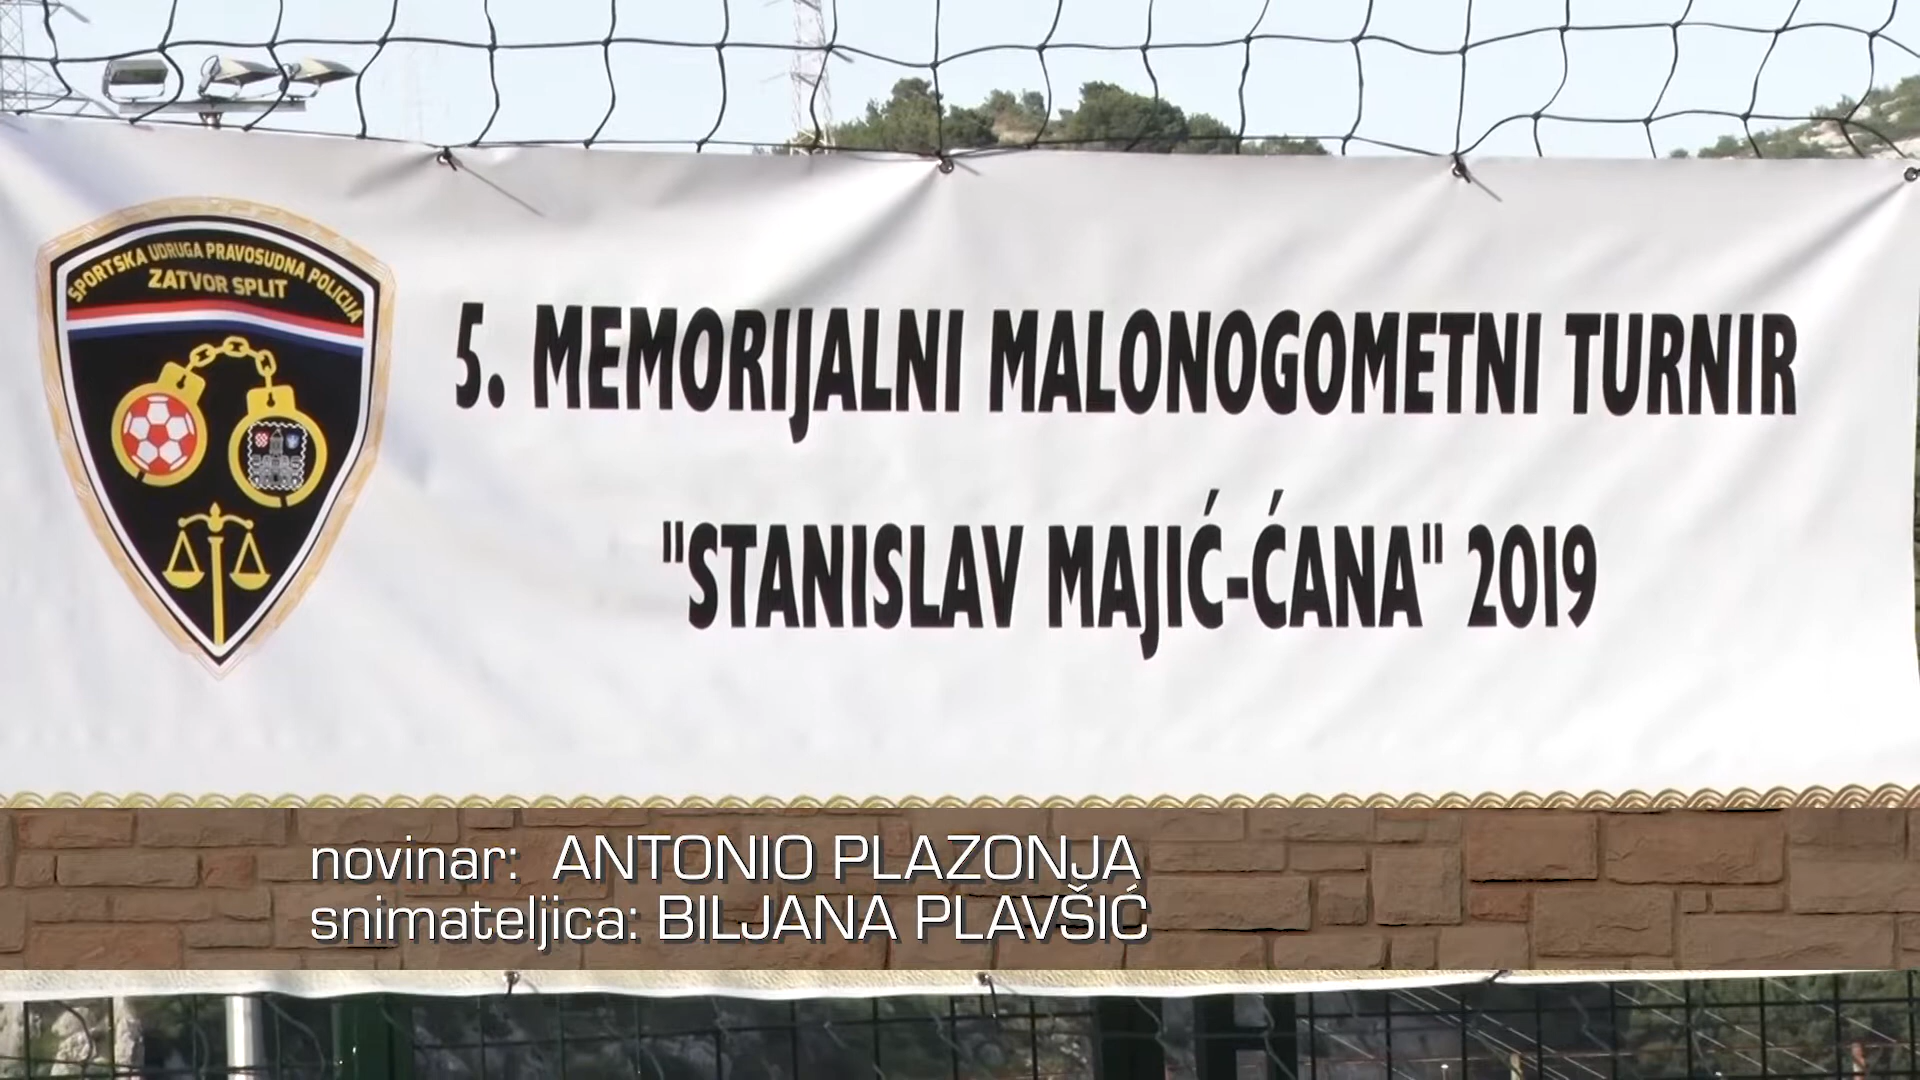 SPORTSKA UDRUGA PRAVOSUDNA POLICIJA
ZATVOR SPLIT
5. MEMORIJALNI MALONOGOMETNI TURNIR
"STANISLAV MAJIĆ-ĆANA" 2019
novinar: ANTONIO PLAZONJA
snimateljica: BILJANA PLAVŠIĆ